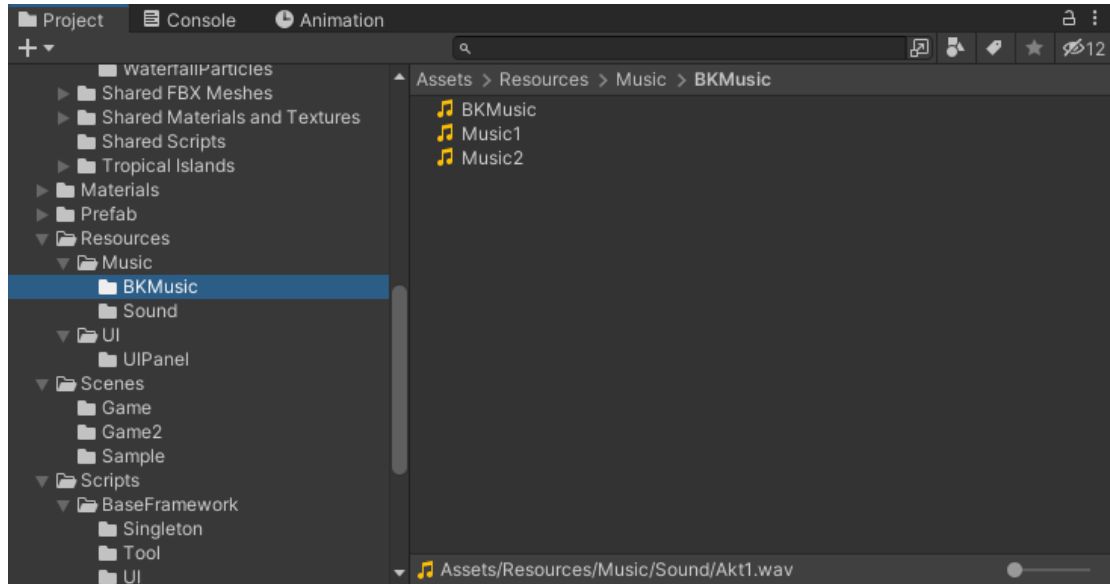 Project Console Animation
12
WaterfallParticles
Shared FBX Meshes
Shared Materials and Textures
Shared Scripts
Tropical Islands
Materials
Prefab
Resources
Music
BKMusic
Sound
UI
UIPanel
Scenes
Game
Game2
Sample
Scripts
BaseFramework
Singleton
Tool
UI
Assets > Resources > Music > BKMusic
BKMusic
Music1
Music2
Assets/Resources/Music/Sound/Akt1.wav